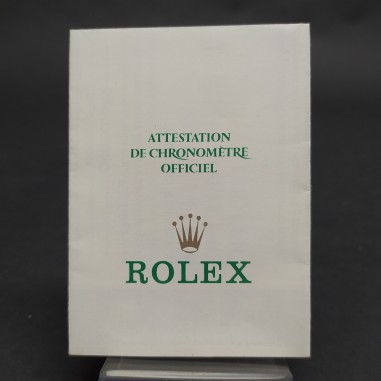 ATTESTATION
DE CHRONOMÈTRE
OFFICIEL
ROLEX